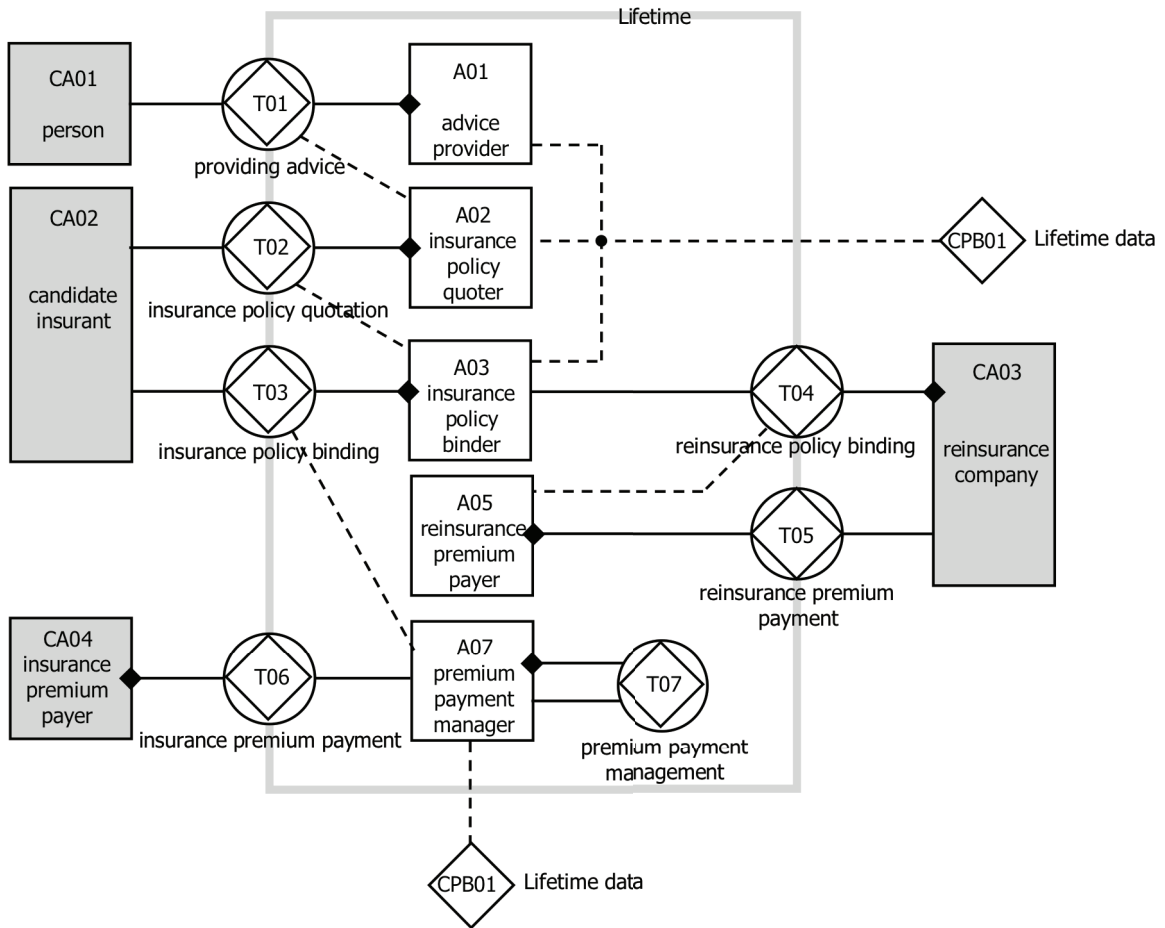 Lifetime
CA01
person
T01
providing advice
A01
advice
provider
CA02
candidate
insurant
T02
insurance policy quotation
A02
insurance
policy
quoter
CPB01
Lifetime data
T03
insurance policy binding
A03
insurance
policy
binder
T04
reinsurance policy binding
CA03
reinsurance
company
A05
reinsurance
premium
payer
T05
reinsurance premium
payment
CA04
insurance
premium
payer
T06
insurance premium payment
A07
premium
payment
manager
T07
premium payment
management
CPB01
Lifetime data